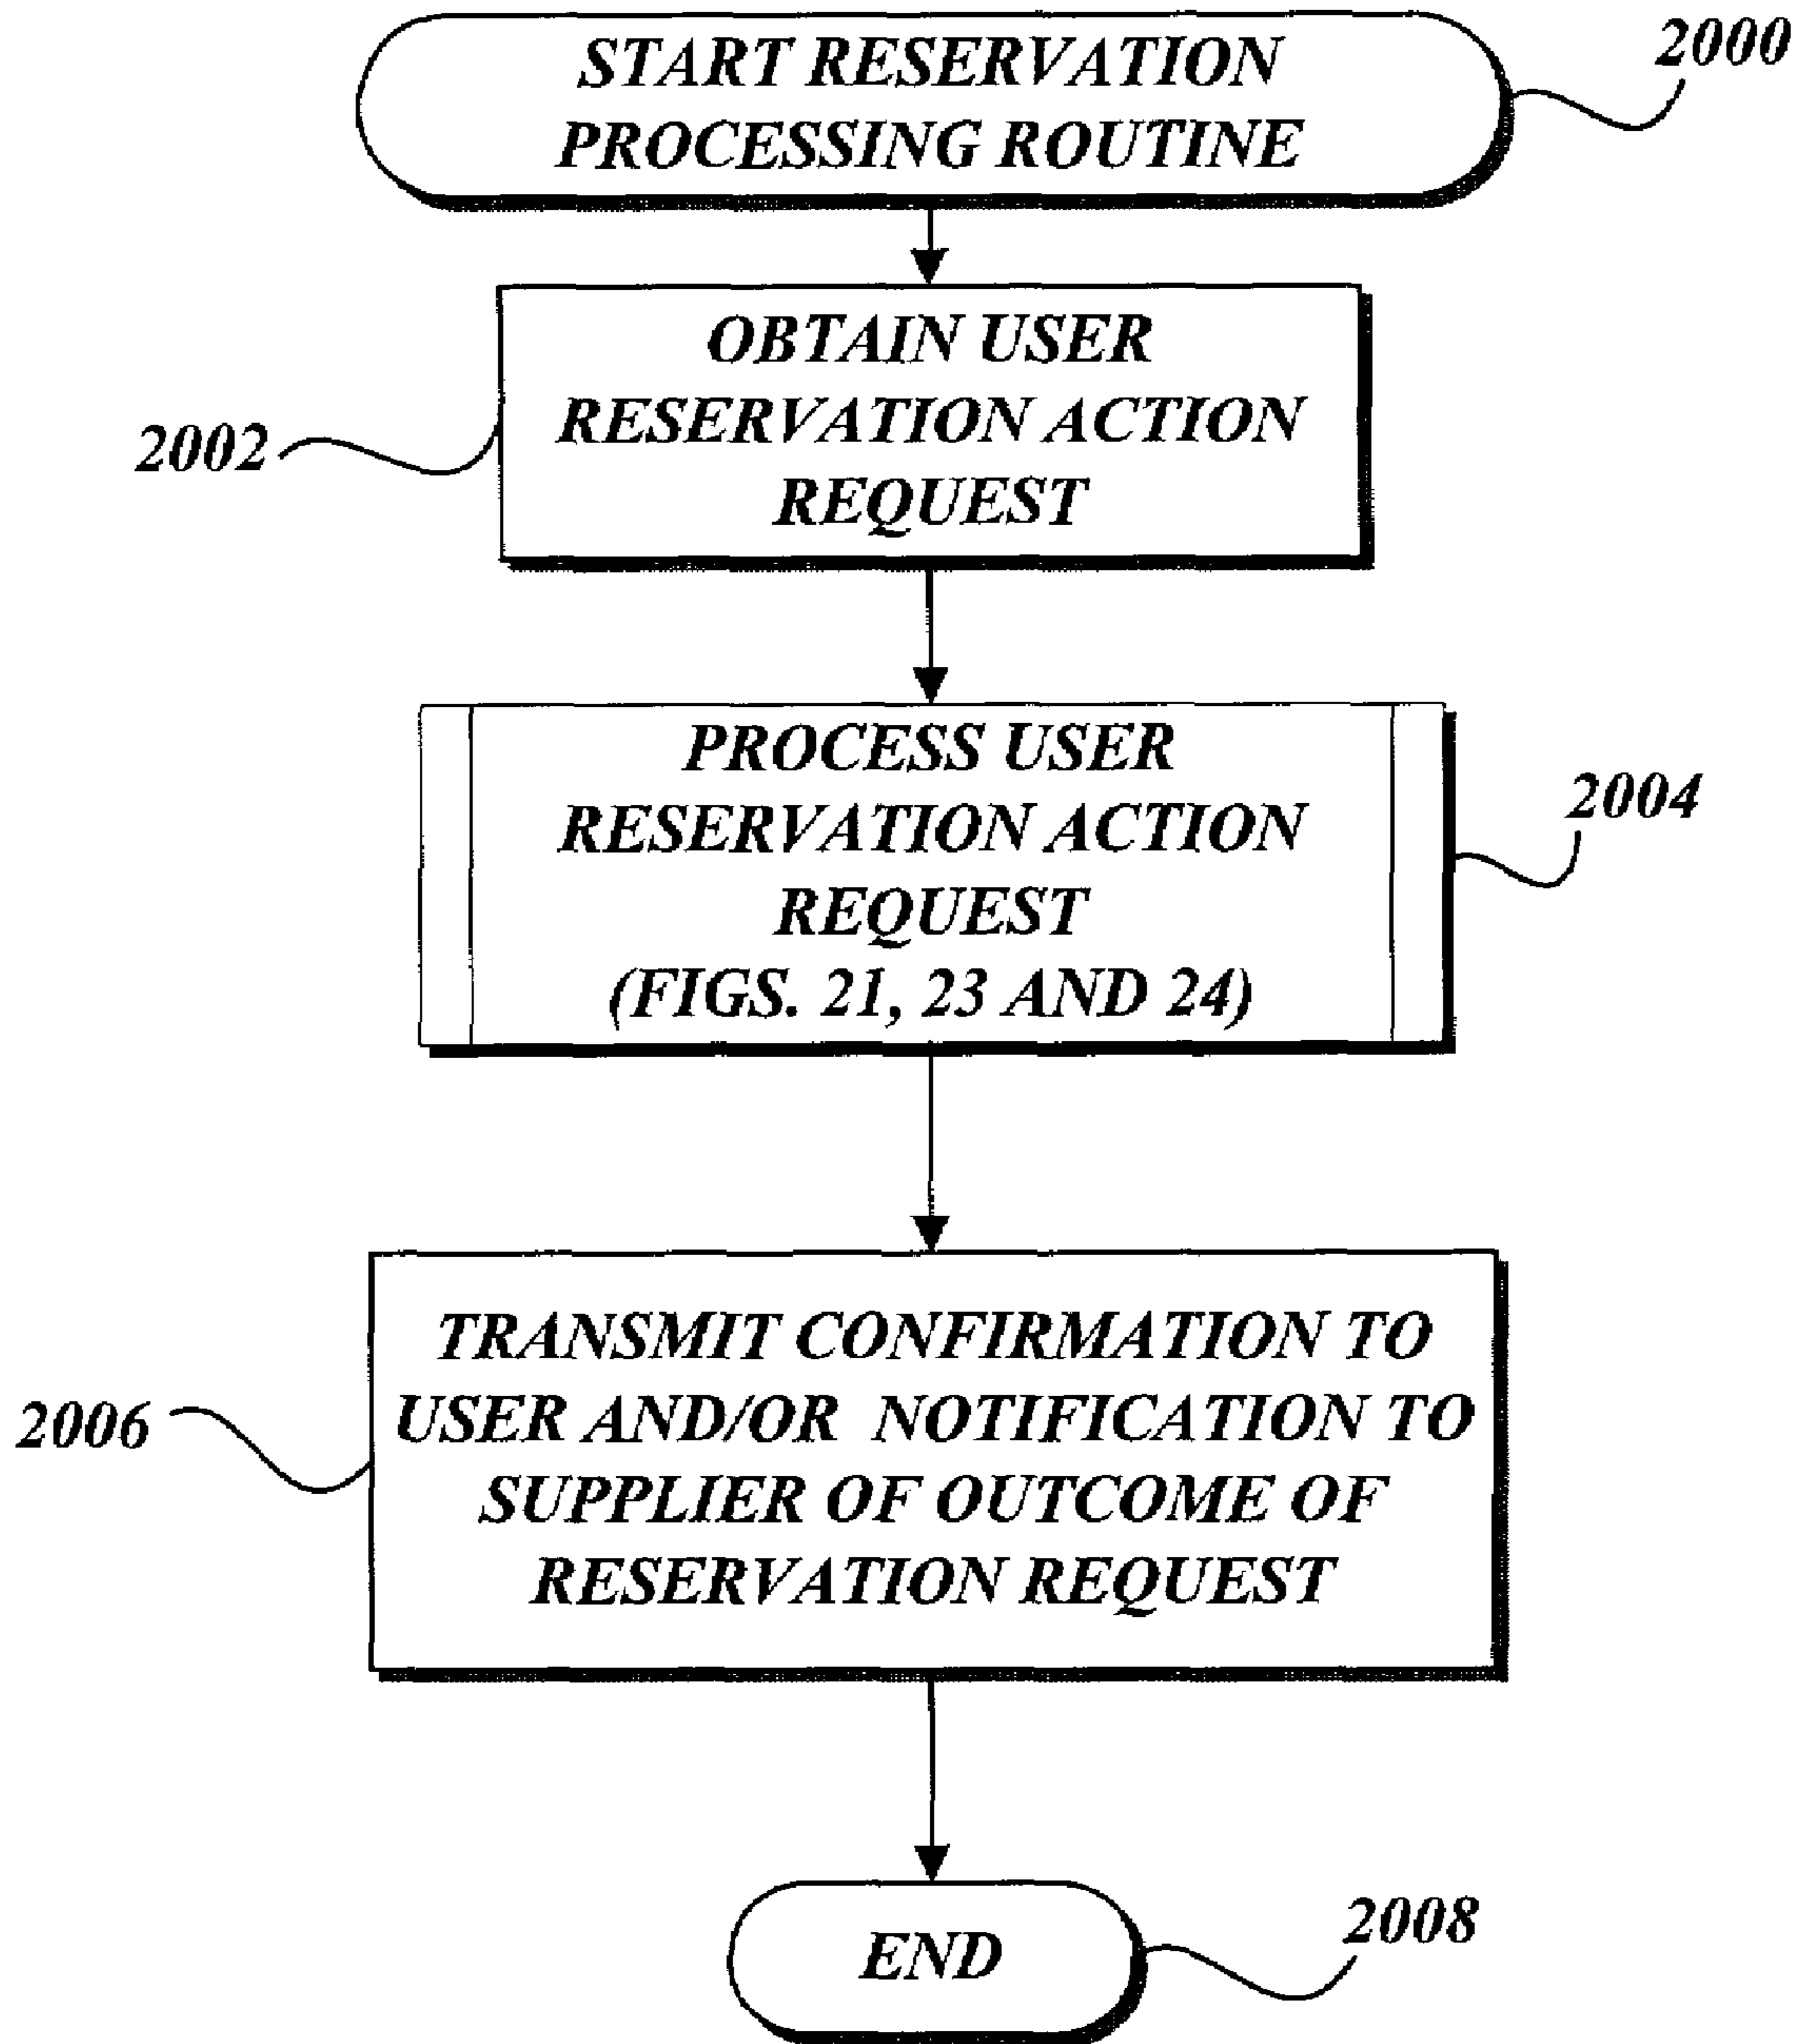 START RESERVATION
PROCESSING ROUTINE
2000
OBTAIN USER
RESERVATION ACTION
REQUEST
2002
PROCESS USER
RESERVATION ACTION
REQUEST
(FIGS. 21, 23 AND 24)
2004
TRANSMIT CONFIRMATION TO
USER AND/OR NOTIFICATION TO
SUPPLIER OF OUTCOME OF
RESERVATION REQUEST
2006
END
2008